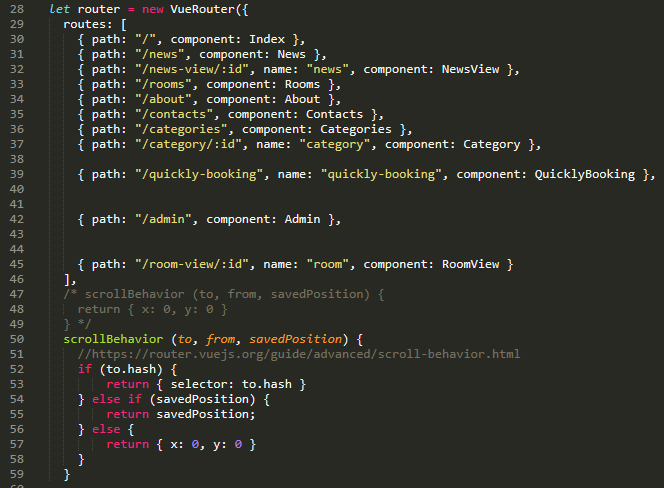 28 let router = new VueRouter({
29 routes: [
30 { path: "/", component: Index },
31 { path: "/news", component: News },
32 { path: "/news-view/:id", name: "news", component: NewsView },
33 { path: "/rooms", component: Rooms },
34 { path: "/about", component: About },
35 { path: "/contacts", component: Contacts },
36 { path: "/categories", component: Categories },
37 { path: "/category/:id", name: "category", component: Category },
38
39 { path: "/quickly-booking", name: "quickly-booking", component: QuicklyBooking },
40
41
42 { path: "/admin", component: Admin },
43
44
45 { path: "/room-view/:id", name: "room", component: RoomView }
46 ],
47 /* scrollBehavior (to, from, savedPosition) {
48 return { x: 0, y: 0 }
49 } */
50 scrollBehavior (to, from, savedPosition) {
51 //https://router.vuejs.org/guide/advanced/scroll-behavior.html
52 if (to.hash) {
53 return { selector: to.hash }
54 } else if (savedPosition) {
55 return savedPosition;
56 } else {
57 return { x: 0, y: 0 }
58 }
59 }